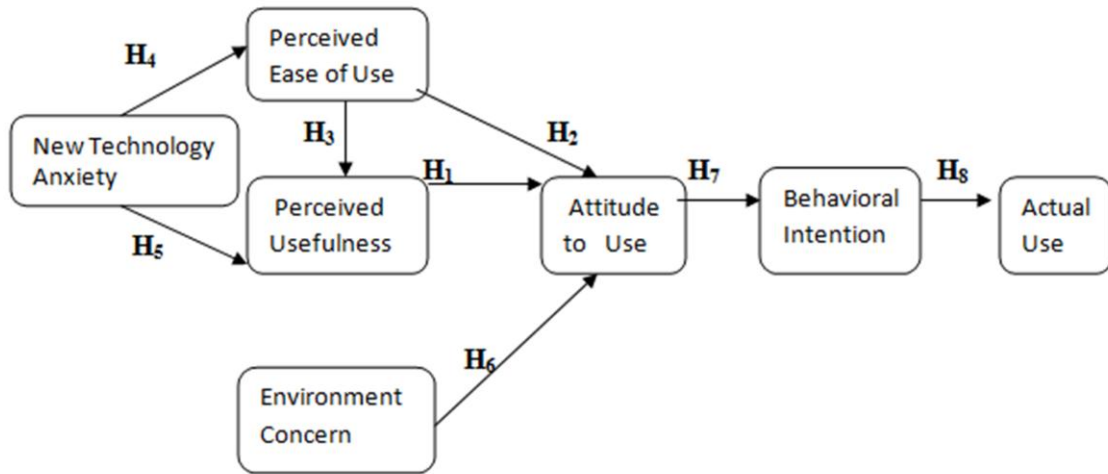 Perceived
Ease of Use
H₄
New Technology
Anxiety
H₃
H₂
H₅
Perceived
Usefulness
H₁
Attitude
to Use
H₇
Behavioral
Intention
H₈
Actual
Use
H₆
Environment
Concern